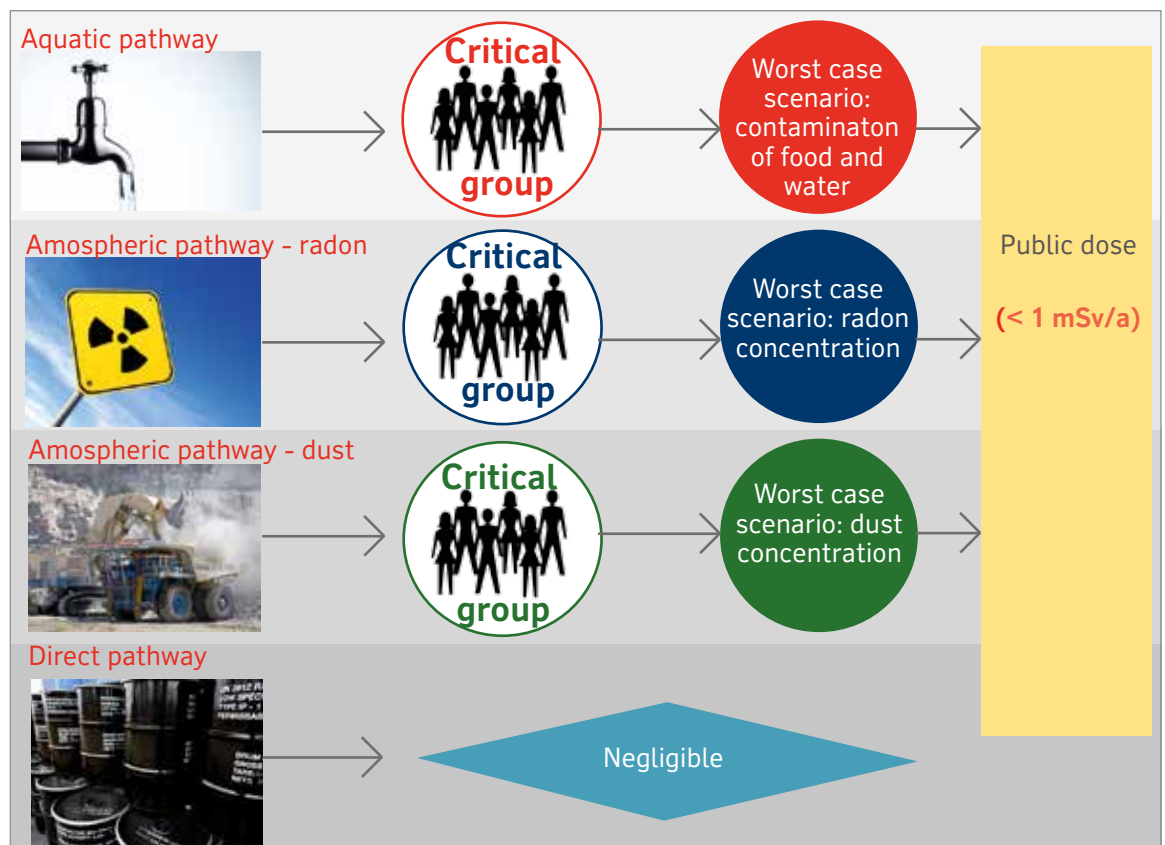 Aquatic pathway
Critical
group
Worst case
scenario:
contaminaton
of food and
water
Public dose
(< 1 mSv/a)
Amospheric pathway - radon
Critical
group
Worst case
scenario: radon
concentration
Amospheric pathway - dust
Critical
group
Worst case
scenario: dust
concentration
Direct pathway
Negligible